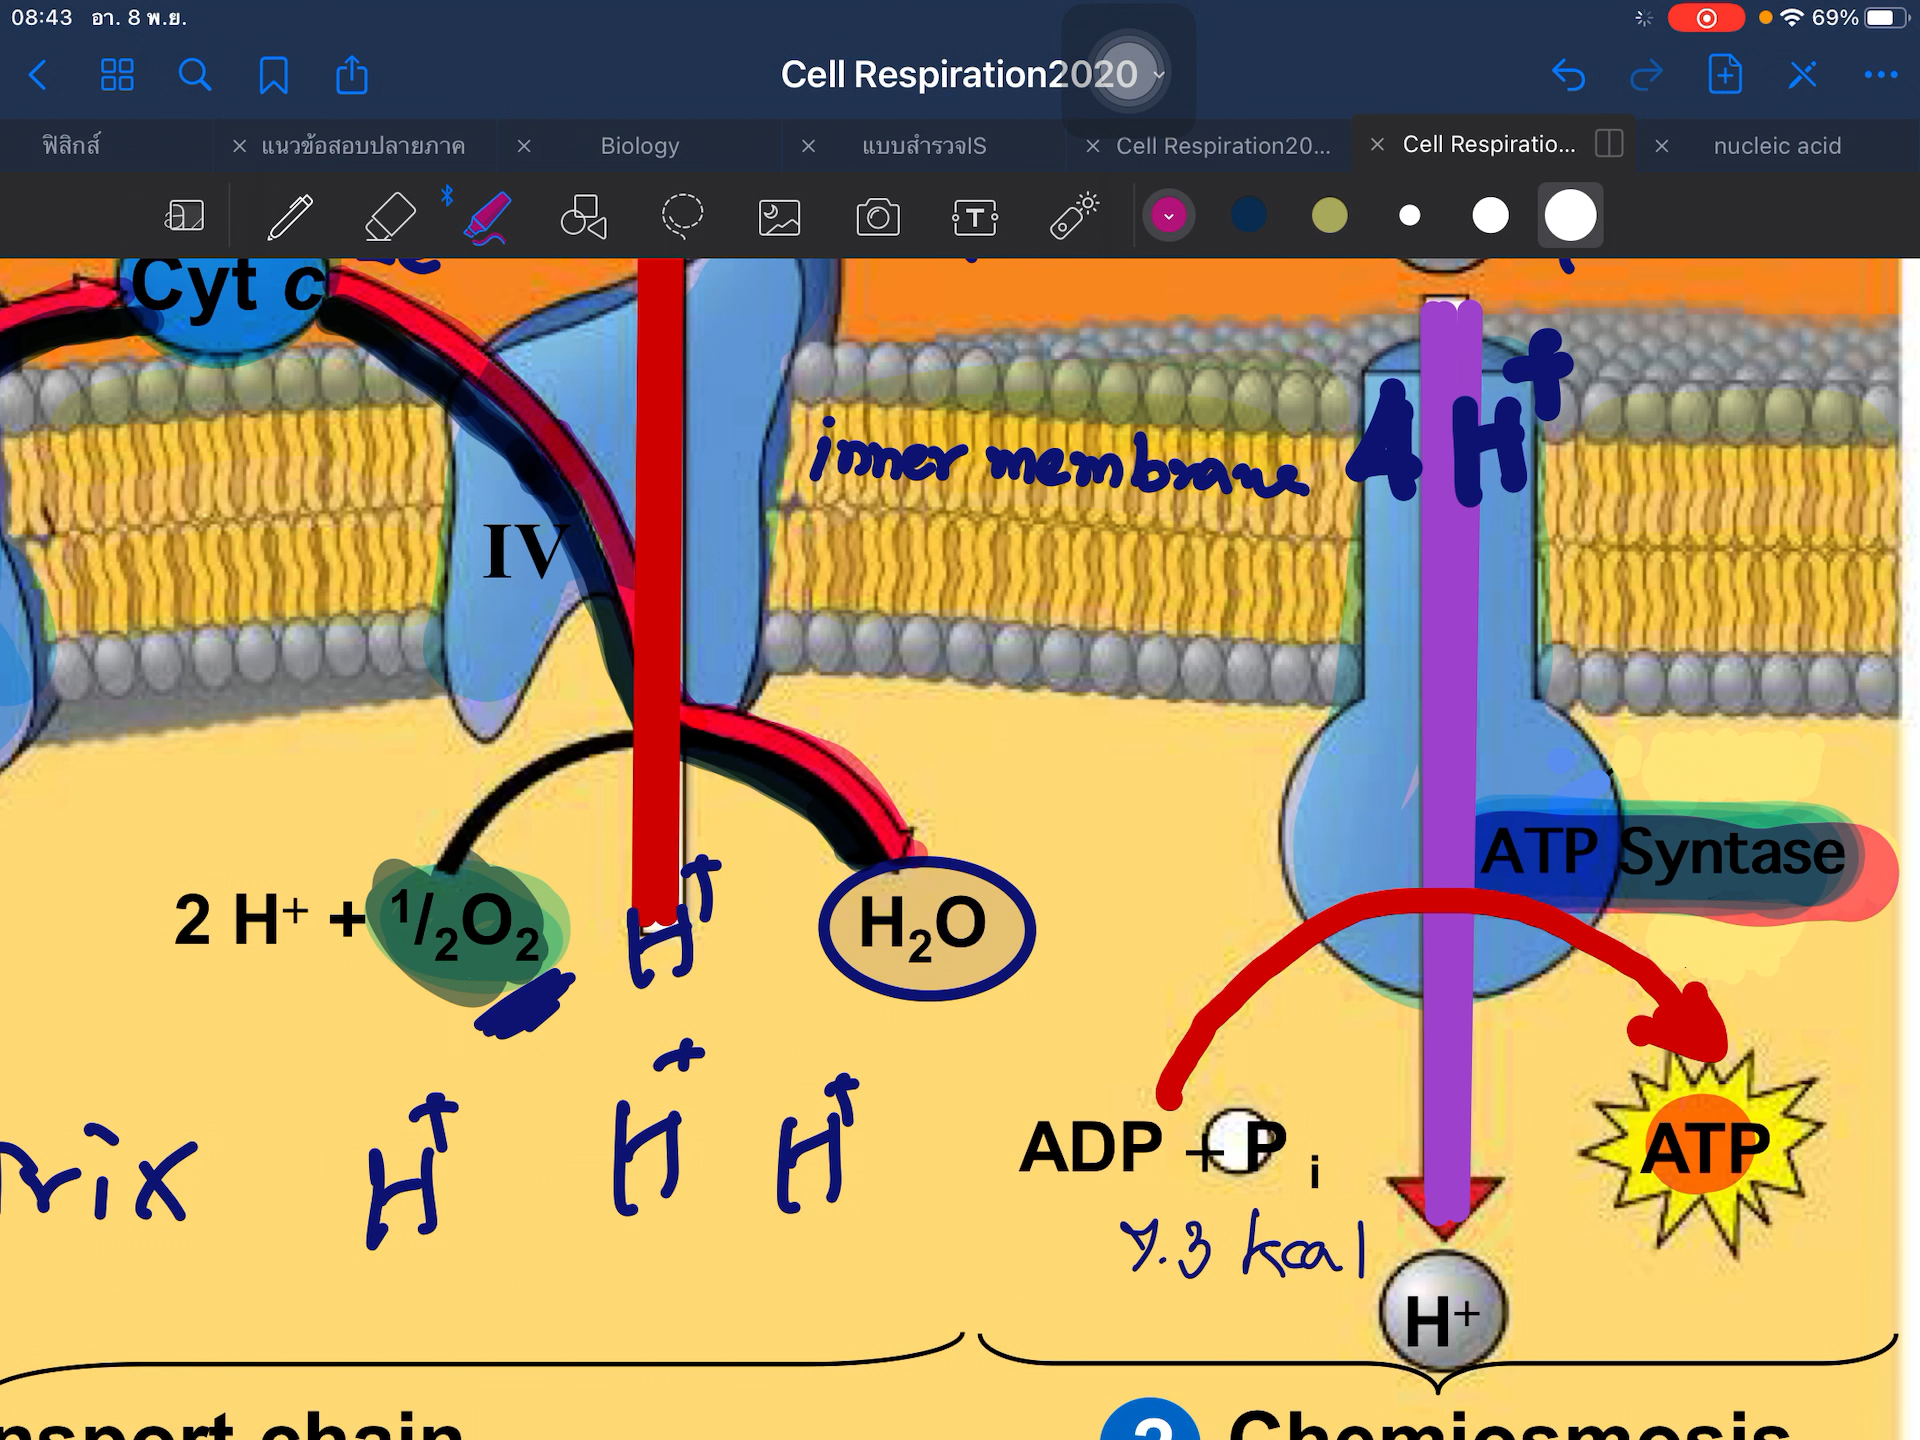 08:43 อา. 8 พ.ย.
69%
Cell Respiration2020
ฟิสิกส์
แนวข้อสอบปลายภาค
Biology
แบบสำรวจIS
Cell Respiration20...
Cell Respiratio...
nucleic acid
Cyt c
4 H+
inner membrane
IV
ATP Syntase
2 H+ + 1/2O2
H+
H2O
H+
H+
H+
ADP + P i
ATP
7.3 kcal
H+
nsport chain
2 Chemiosmosis